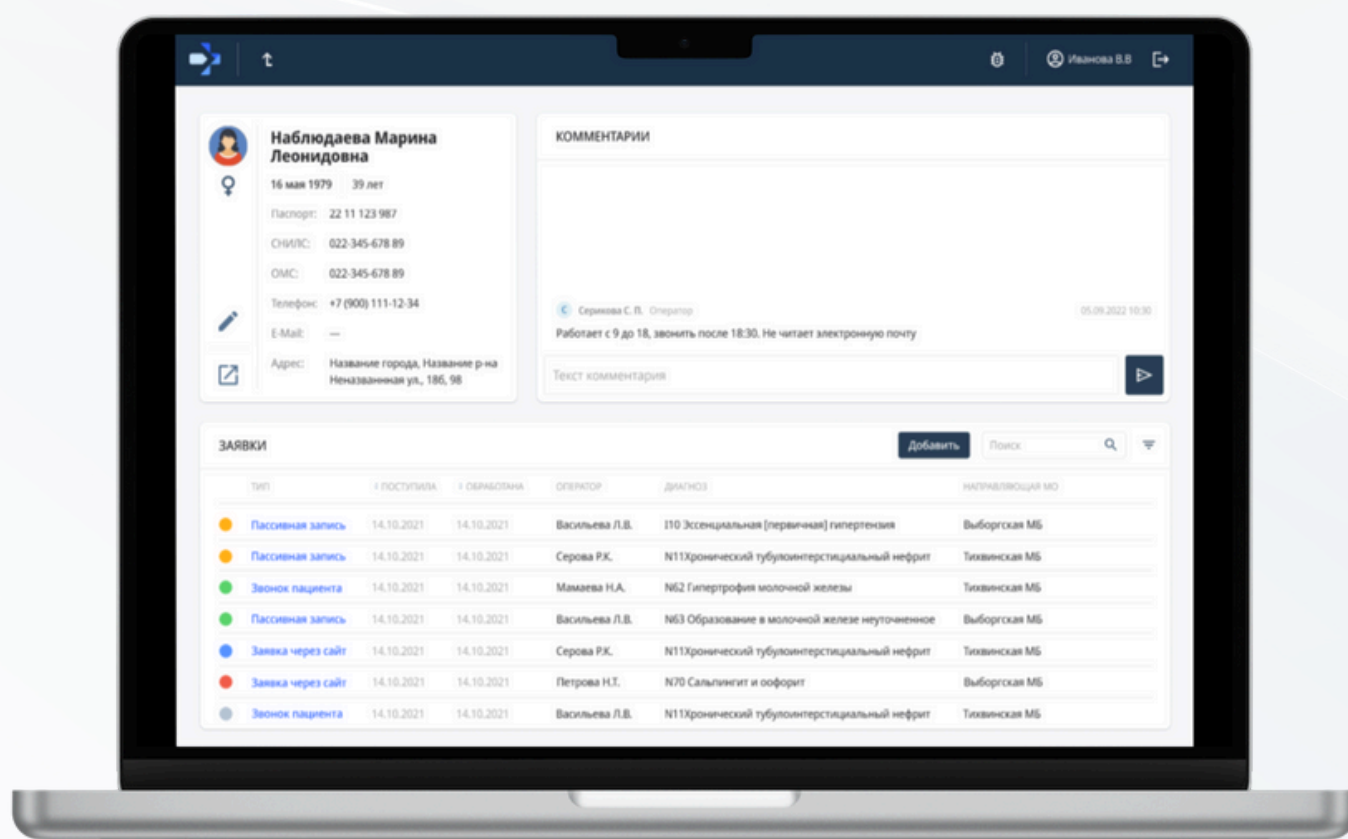 Иванова В.В
Наблюдаева Марина
Леонидовна
16 мая 1979 39 лет
Паспорт: 22 11 123 987
СНИЛС: 022-345-678 89
ОМС: 022-345-678 89
Телефон: +7 (900) 111-12-34
E-Mail: —
Адрес: Название города, Название р-на
Неназваннная ул., 186, 98
КОММЕНТАРИИ
С Серикова С. П. Оператор 05.09.2022 10:30
Работает с 9 до 18, звонить после 18:30. Не читает электронную почту
Текст комментария
ЗАЯВКИ Добавить Поиск
ТИП ПОСТУПИЛА ОБРАБОТАНА ОПЕРАТОР ДИАГНОЗ НАПРАВЛЯЮЩАЯ МО
Пассивная запись 14.10.2021 14.10.2021 Васильева Л.В. I10 Эссенциальная [первичная] гипертензия Выборгская МБ
Пассивная запись 14.10.2021 14.10.2021 Серова Р.К. N11Хронический тубулоинтерстициальный нефрит Тихвинская МБ
Звонок пациента 14.10.2021 14.10.2021 Мамаева Н.А. N62 Гипертрофия молочной железы Тихвинская МБ
Пассивная запись 14.10.2021 14.10.2021 Васильева Л.В. N63 Образование в молочной железе неуточненное Выборгская МБ
Заявка через сайт 14.10.2021 14.10.2021 Серова Р.К. N11Хронический тубулоинтерстициальный нефрит Тихвинская МБ
Заявка через сайт 14.10.2021 14.10.2021 Петрова Н.Т. N70 Сальпингит и оофорит Выборгская МБ
Звонок пациента 14.10.2021 14.10.2021 Васильева Л.В. N11Хронический тубулоинтерстициальный нефрит Тихвинская МБ